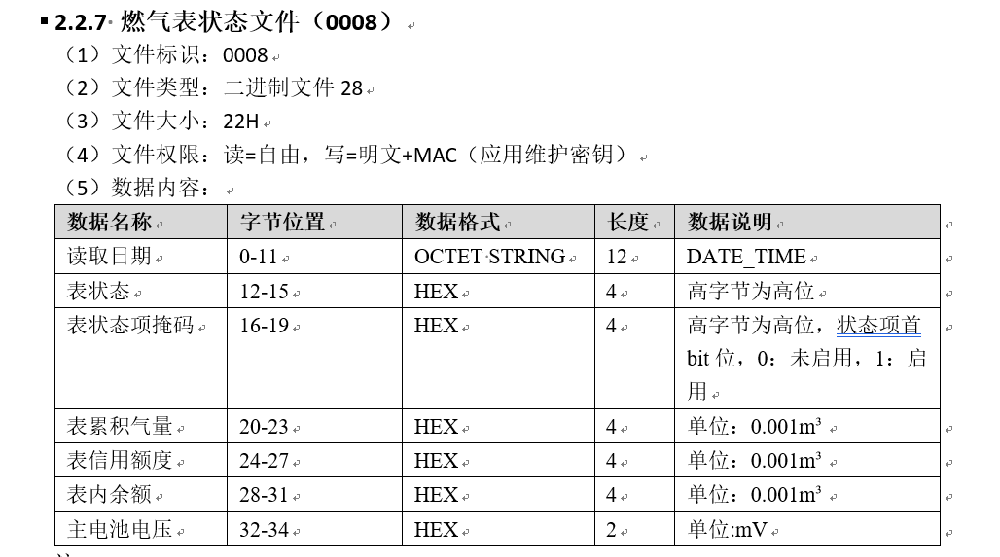 2.2.7 燃气表状态文件（0008）
（1）文件标识：0008
（2）文件类型：二进制文件 28
（3）文件大小：22H
（4）文件权限：读=自由，写=明文+MAC（应用维护密钥）
（5）数据内容：
数据名称 字节位置 数据格式 长度 数据说明
读取日期 0-11 OCTET STRING 12 DATE_TIME
表状态 12-15 HEX 4 高字节为高位
表状态项掩码 16-19 HEX 4 高字节为高位，状态项首
bit 位，0：未启用，1：启
用
表累积气量 20-23 HEX 4 单位：0.001m³
表信用额度 24-27 HEX 4 单位：0.001m³
表内余额 28-31 HEX 4 单位：0.001m³
主电池电压 32-34 HEX 2 单位:mV